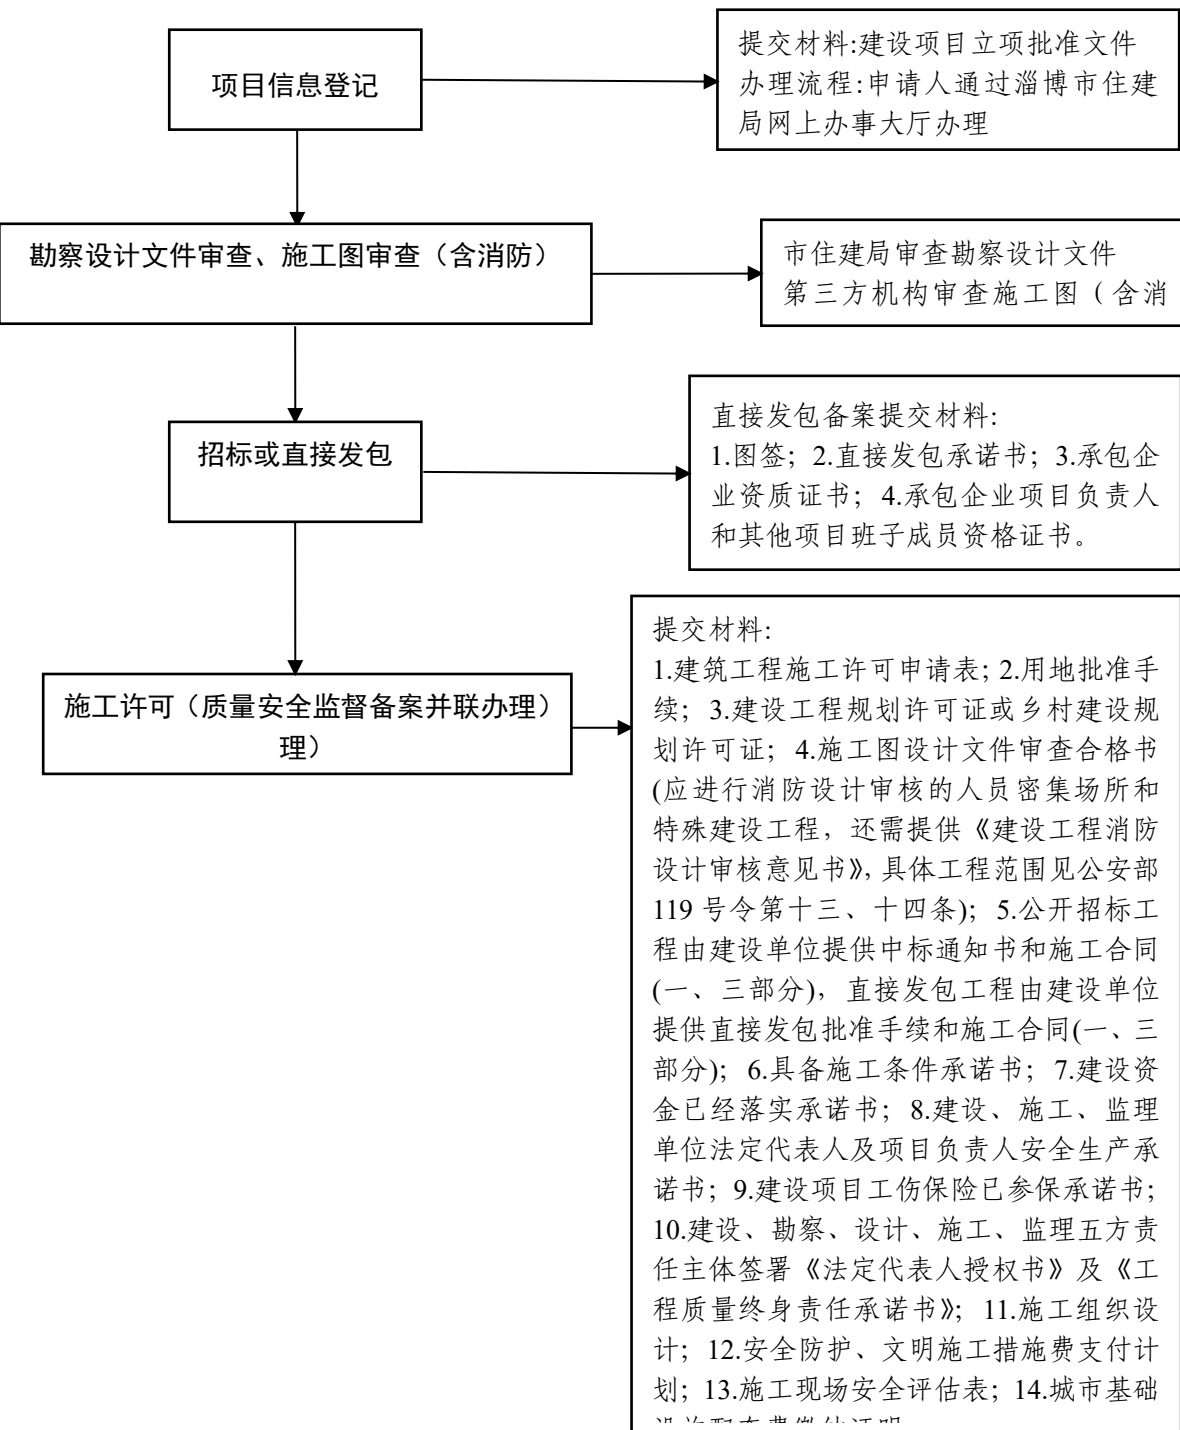 项目信息登记
提交材料:建设项目立项批准文件
办理流程:申请人通过淄博市住建
局网上办事大厅办理
勘察设计文件审查、施工图审查（含消防）
市住建局审查勘察设计文件
第三方机构审查施工图（含消
招标或直接发包
直接发包备案提交材料:
1.图签；2.直接发包承诺书；3.承包企
业资质证书；4.承包企业项目负责人
和其他项目班子成员资格证书。
施工许可（质量安全监督备案并联办理）
理）
提交材料:
1.建筑工程施工许可申请表；2.用地批准手
续；3.建设工程规划许可证或乡村建设规
划许可证；4.施工图设计文件审查合格书
(应进行消防设计审核的人员密集场所和
特殊建设工程，还需提供《建设工程消防
设计审核意见书》，具体工程范围见公安部
119 号令第十三、十四条)；5.公开招标工
程由建设单位提供中标通知书和施工合同
(一、三部分)，直接发包工程由建设单位
提供直接发包批准手续和施工合同(一、三
部分)；6.具备施工条件承诺书；7.建设资
金已经落实承诺书；8.建设、施工、监理
单位法定代表人及项目负责人安全生产承
诺书；9.建设项目工伤保险已参保承诺书；
10.建设、勘察、设计、施工、监理五方责
任主体签署《法定代表人授权书》及《工
程质量终身责任承诺书》；11.施工组织设
计；12.安全防护、文明施工措施费支付计
划；13.施工现场安全评估表；14.城市基础